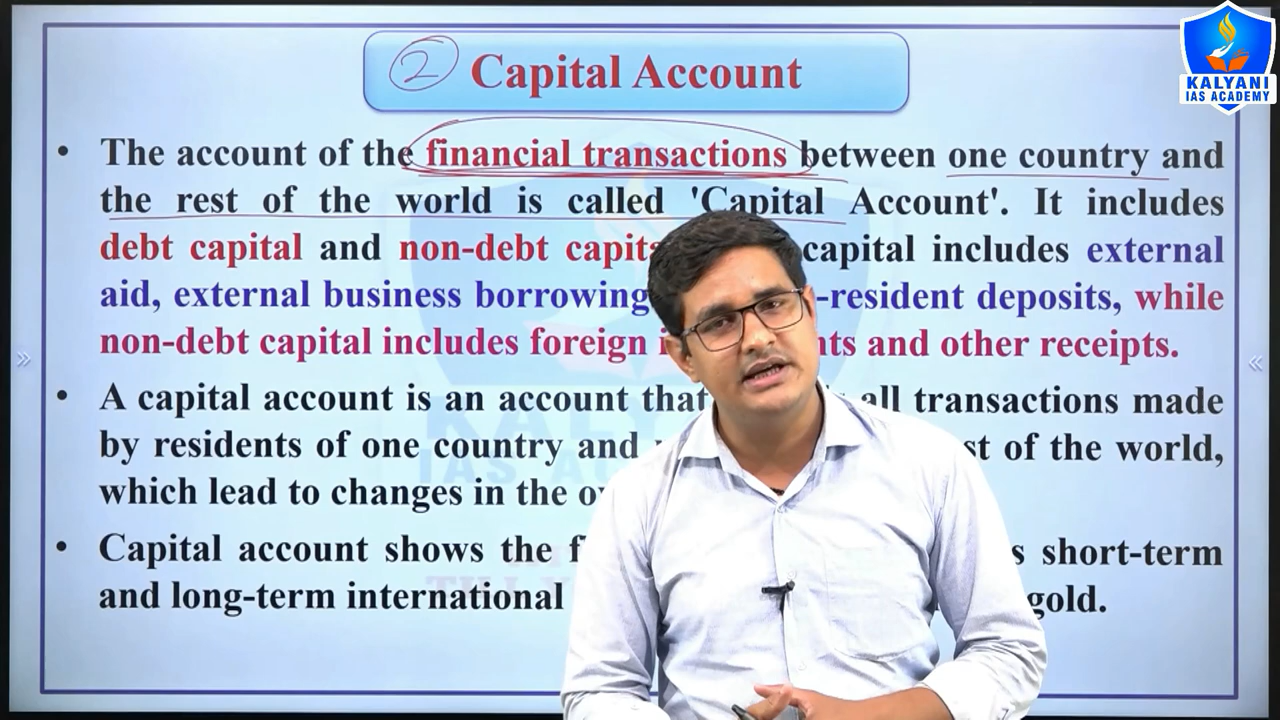 KALYANI
IAS ACADEMY
2 Capital Account
• The account of the financial transactions between one country and
the rest of the world is called 'Capital Account'. It includes
debt capital and non-debt capital capital includes external
aid, external business borrowing -resident deposits, while
non-debt capital includes foreign and other receipts.
• A capital account is an account that all transactions made
by residents of one country and of the world,
which lead to changes in the
• Capital account shows the short-term
and long-term international gold.